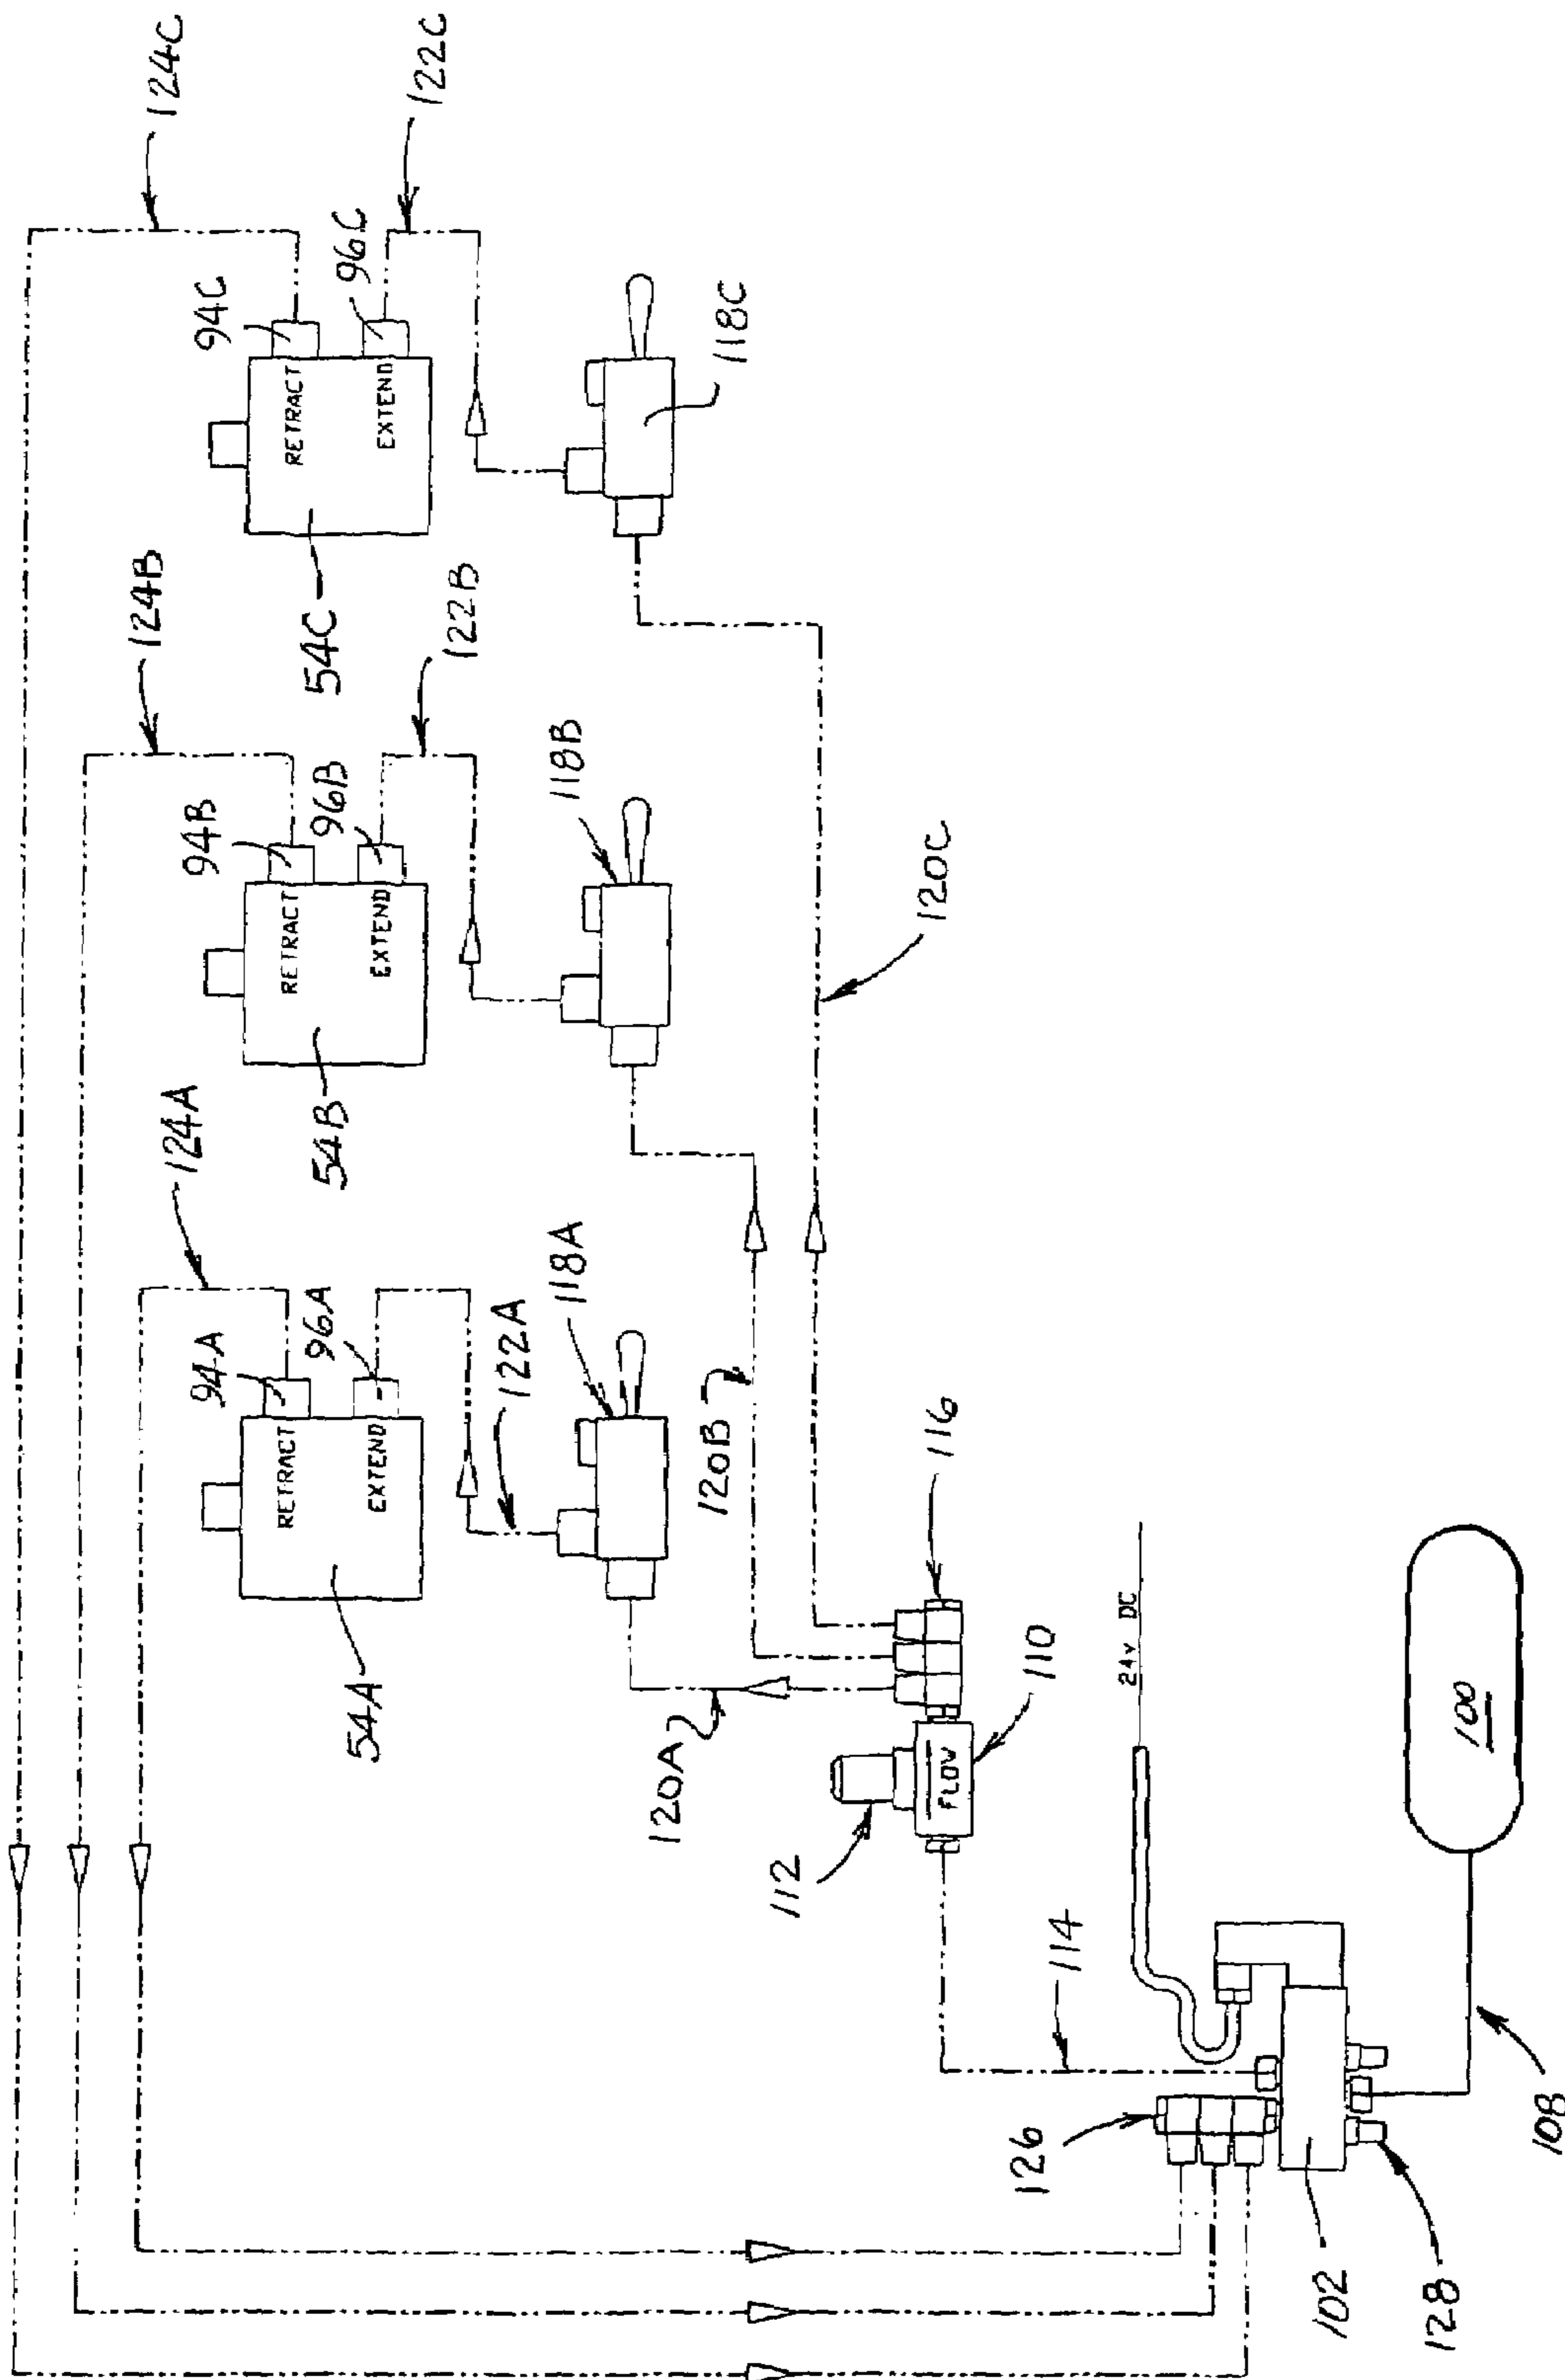 124C
94C
RETRACT
96C
EXTEND
122C
54C
118C
124B
94B
RETRACT
96B
EXTEND
122B
54B
118B
120C
124A
94A
RETRACT
96A
EXTEND
122A
54A
118A
120B
116
120A
FLOW
110
112
24v DC
100
114
126
102
128
108